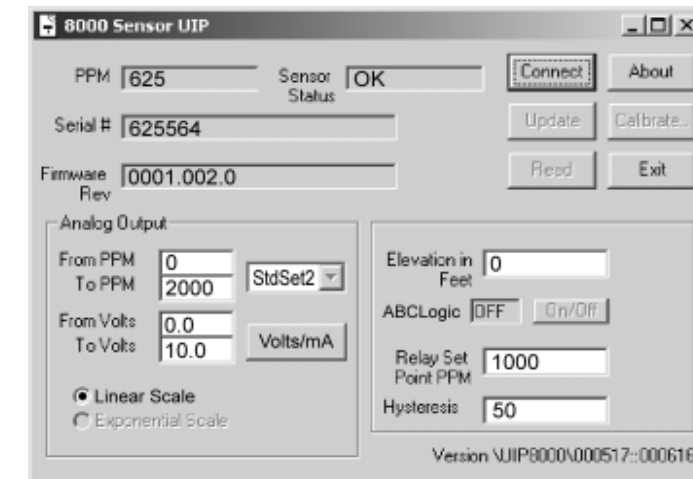 8000 Sensor UIP
PPM 625 Sensor Status OK Connect About
Serial # 625564 Update Calibrate..
Firmware Rev 0001.002.0 Read Exit
Analog Output
From PPM 0
To PPM 2000 StdSet2
From Volts 0.0
To Volts 10.0 Volts/mA
Linear Scale
Exponential Scale
Elevation in Feet 0
ABCLogic OFF On/Off
Relay Set Point PPM 1000
Hysteresis 50
Version \UIP8000\000517::000616